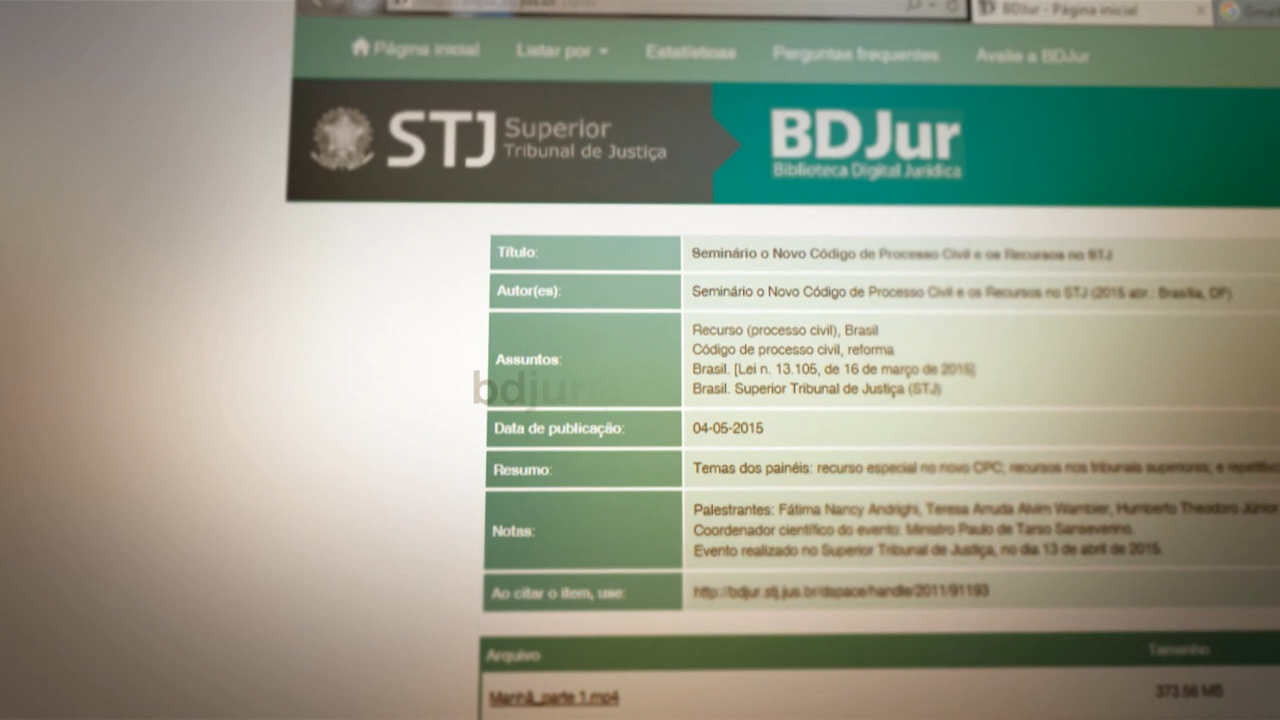 BDJur - Página inicial
Página inicial Listar por Estatísticas Perguntas frequentes Avalie a BDJur
STJ Superior Tribunal de Justiça
BDJur
Biblioteca Digital Jurídica
Título: Seminário o Novo Código de Processo Civil e os Recursos no STJ
Autor(es): Seminário o Novo Código de Processo Civil e os Recursos no STJ (2015 abr.: Brasília, DF)
Assuntos: Recurso (processo civil), Brasil
Código de processo civil, reforma
Brasil. [Lei n. 13.105, de 16 de março de 2015]
Brasil. Superior Tribunal de Justiça (STJ)
bdjur
Data de publicação: 04-05-2015
Resumo: Temas dos painéis: recurso especial no novo CPC; recursos nos tribunais superiores; e
Notas: Palestrantes: Fátima Nancy Andrighi, Teresa Arruda Alvim Wambier, Humberto Theodoro Júnior
Coordenador científico do evento: Ministro Paulo de Tarso Sanseverino.
Evento realizado no Superior Tribunal de Justiça, no dia 13 de abril de 2015.
Ao citar o item, use: http://bdjur.stj.jus.br/dspace/handle/2011/91193
Arquivo Tamanho
Manhã_parte 1.mp4 373.56 MB